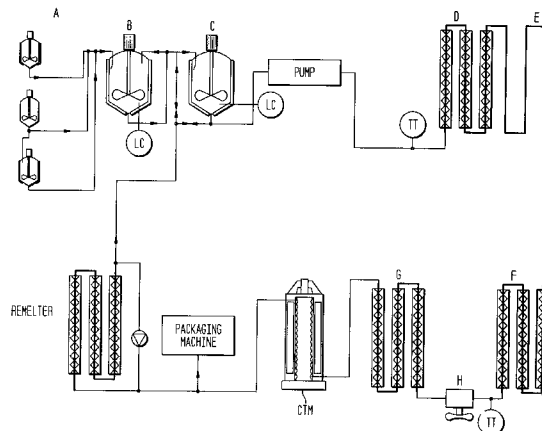 A
B
C
D
E
PUMP
LC
LC
TT
REMELTER
PACKAGING
MACHINE
CTM
G
F
H
TT